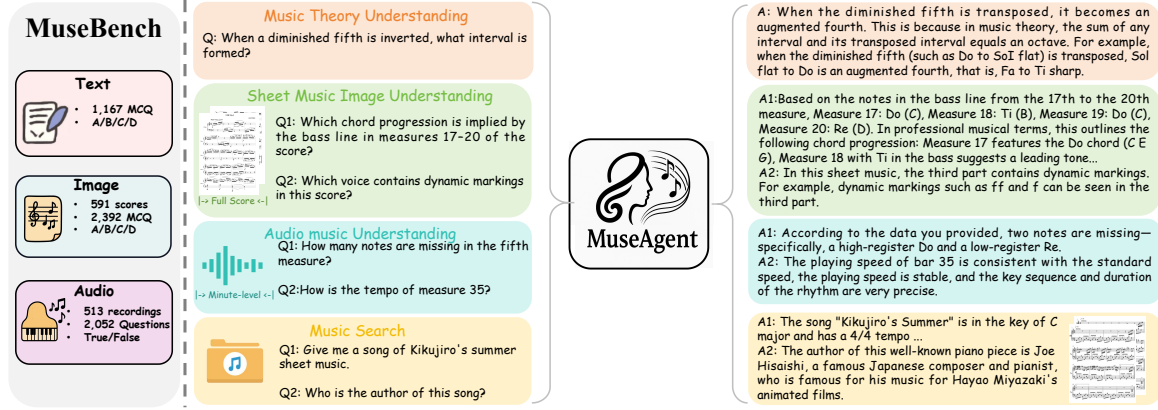 MuseBench
Text
• 1,167 MCQ
• A/B/C/D
Image
• 591 scores
• 2,392 MCQ
• A/B/C/D
Audio
• 513 recordings
• 2,052 Questions
• True/False
Music Theory Understanding
Q: When a diminished fifth is inverted, what interval is
formed?
Sheet Music Image Understanding
Q1: Which chord progression is implied by
the bass line in measures 17-20 of the
score?
Q2: Which voice contains dynamic markings
in this score?
|-> Full Score <-|
Audio music Understanding
Q1: How many notes are missing in the fifth
measure?
Q2:How is the tempo of measure 35?
|-> Minute-level <-|
Music Search
Q1: Give me a song of Kikujiro's summer
sheet music.
Q2: Who is the author of this song?
MuseAgent
A: When the diminished fifth is transposed, it becomes an
augmented fourth. This is because in music theory, the sum of any
interval and its transposed interval equals an octave. For example,
when the diminished fifth (such as Do to Sol flat) is transposed, Sol
flat to Do is an augmented fourth, that is, Fa to Ti sharp.
A1:Based on the notes in the bass line from the 17th to the 20th
measure, Measure 17: Do (C), Measure 18: Ti (B), Measure 19: Do (C),
Measure 20: Re (D). In professional musical terms, this outlines the
following chord progression: Measure 17 features the Do chord (C E
G), Measure 18 with Ti in the bass suggests a leading tone...
A2: In this sheet music, the third part contains dynamic markings.
For example, dynamic markings such as ff and f can be seen in the
third part.
A1: According to the data you provided, two notes are missing—
specifically, a high-register Do and a low-register Re.
A2: The playing speed of bar 35 is consistent with the standard
speed, the playing speed is stable, and the key sequence and duration
of the rhythm are very precise.
A1: The song "Kikujiro's Summer" is in the key of C
major and has a 4/4 tempo ...
A2: The author of this well-known piano piece is Joe
Hisaishi, a famous Japanese composer and pianist,
who is famous for his music for Hayao Miyazaki's
animated films.